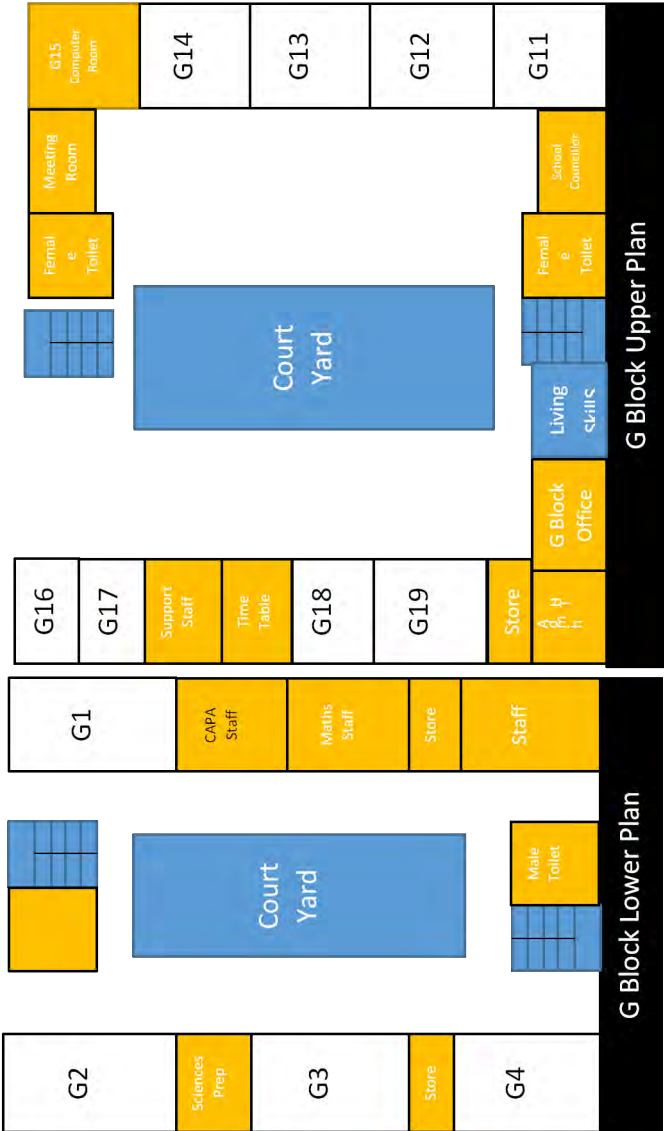 G15
Computer
Room
G14
G13
G12
G11
Meeting
Room
School
Councillor
Femal
e
Toilet
Femal
e
Toilet
Court
Yard
Living
Skills
G Block
Office
G16
G17
Support
Staff
Time
Table
G18
G19
Store
G Block Upper Plan
G1
CAPA
Staff
Maths
Staff
Store
Staff
Male
Toilet
Court
Yard
G2
Sciences
Prep
G3
Store
G4
G Block Lower Plan